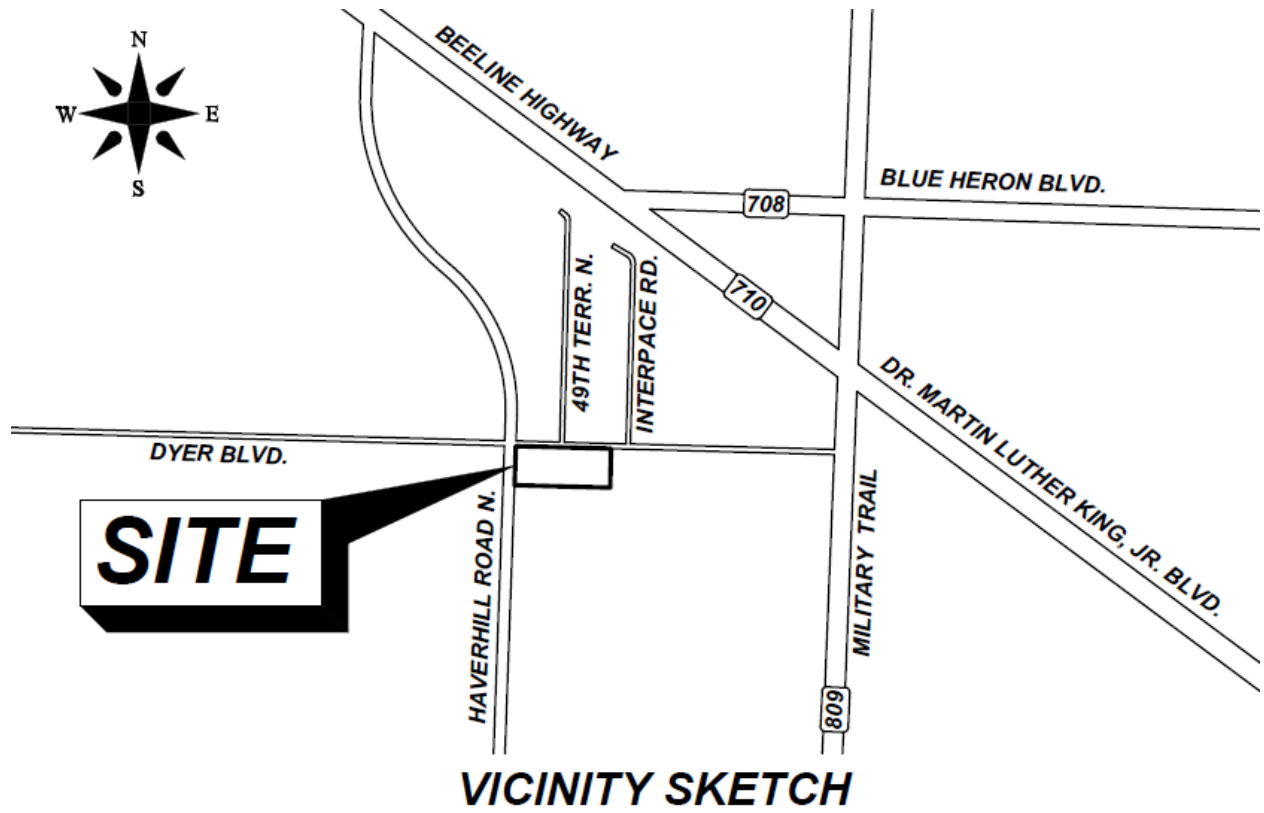 N
W E
S
BEELINE HIGHWAY
BLUE HERON BLVD.
708
49TH TERR. N.
INTERPACE RD.
710
DR. MARTIN LUTHER KING, JR. BLVD.
DYER BLVD.
SITE
HAVERHILL ROAD N.
MILITARY TRAIL
809
VICINITY SKETCH